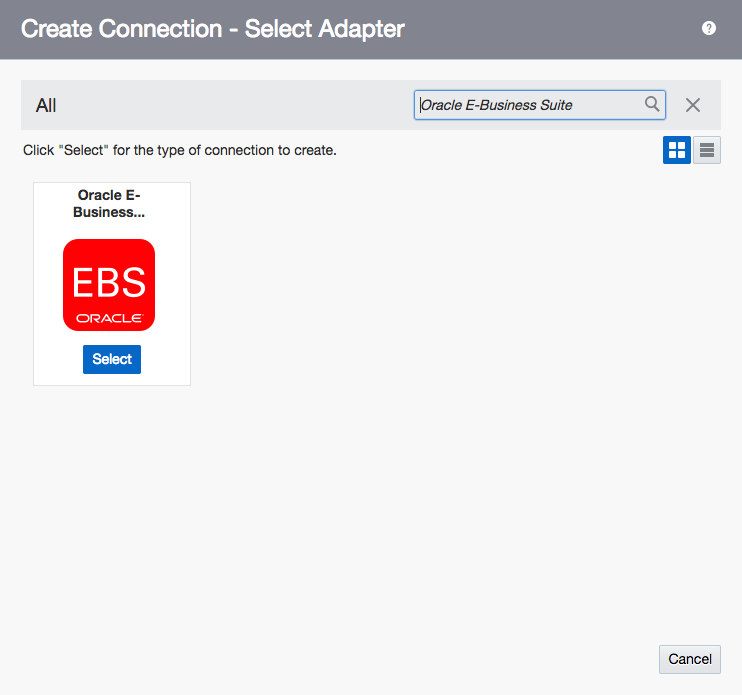 Create Connection - Select Adapter
?
All
Oracle E-Business Suite
Click "Select" for the type of connection to create.
Oracle E-
Business...
EBS
ORACLE
Select
Cancel